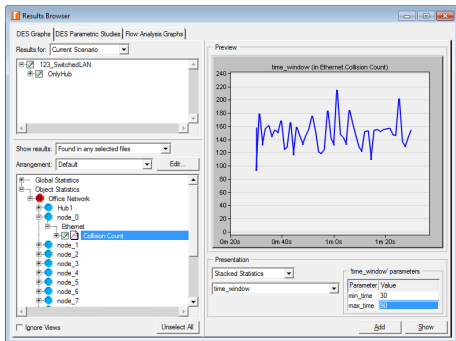 Results Browser
DES Graphs DES Parametric Studies Flow Analysis Graphs
Results for: Current Scenario
123_SwitchedLAN
OnlyHub
Show results: Found in any selected files
Arrangement: Default Edit...
Global Statistics
Object Statistics
Office Network
Hub1
node_0
Ethernet
Collision Count
node_1
node_2
node_3
node_4
node_5
node_6
node_7
Ignore Views Unselect All
Preview
time_window (in Ethernet.Collision Count)
240
220
200
180
160
140
120
100
80
60
40
20
0
0m 20s 0m 40s 1m 0s 1m 20s
Presentation
Stacked Statistics
time_window
'time_window' parameters
Parameter Value
min_time 30
max_time 90
Add Show